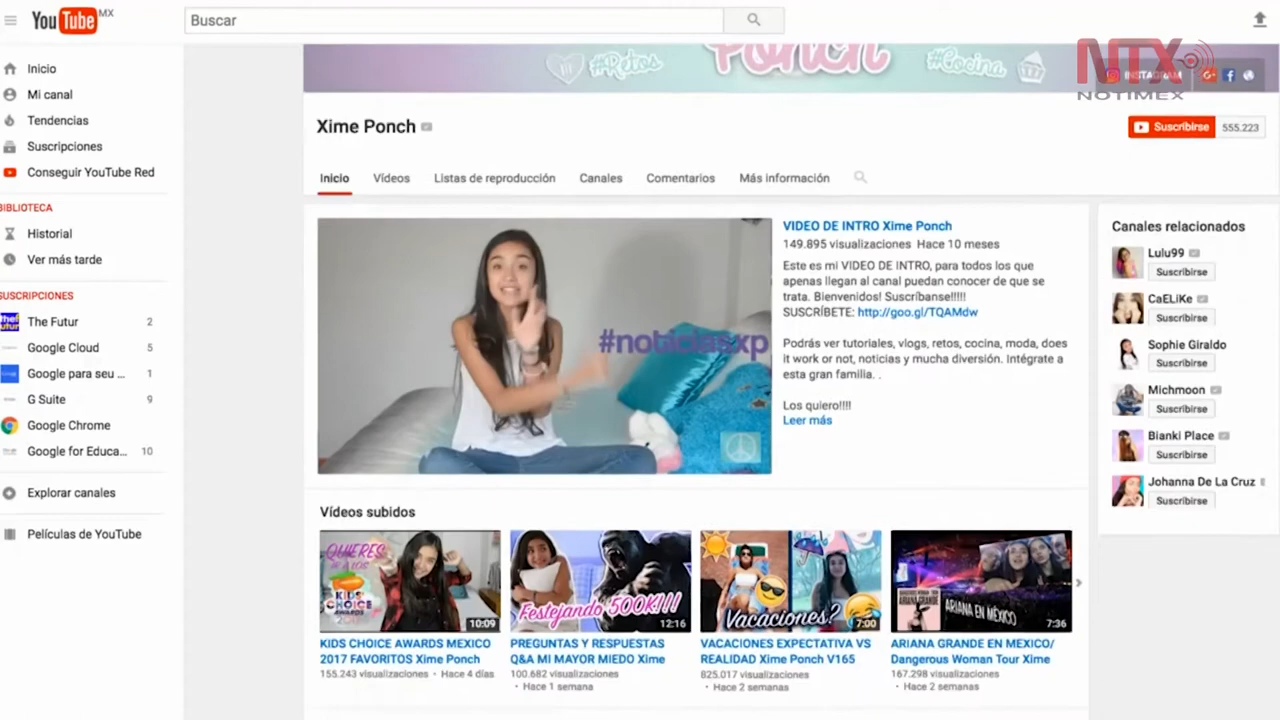 YouTube MX
Buscar
Inicio
Mi canal
Tendencias
Suscripciones
Conseguir YouTube Red
BIBLIOTECA
Historial
Ver más tarde
SUSCRIPCIONES
The Futur 2
Google Cloud 5
Google para seu ... 1
G Suite 9
Google Chrome
Google for Educa... 10
Explorar canales
Películas de YouTube
#Retos
Ponch
#Cocina
INSTAGRAM
NTX
NOTIMEX
Xime Ponch
Suscribirse 555.223
Inicio Vídeos Listas de reproducción Canales Comentarios Más información
#noticiasxp
VIDEO DE INTRO Xime Ponch
149.895 visualizaciones Hace 10 meses
Este es mi VIDEO DE INTRO, para todos los que
apenas llegan al canal puedan conocer de que se
trata. Bienvenidos! Suscríbanse!!!!!
SUSCRÍBETE: http://goo.gl/TQAMdw
Podrás ver tutoriales, vlogs, retos, cocina, moda, does
it work or not, noticias y mucha diversión. Intégrate a
esta gran familia. .
Los quiero!!!!
Leer más
Canales relacionados
Lulu99
Suscribirse
CaELiKe
Suscribirse
Sophie Giraldo
Suscribirse
Michmoon
Suscribirse
Bianki Place
Suscribirse
Johanna De La Cruz
Suscribirse
Vídeos subidos
QUIERES
KIDS
CHOICE
AWARDS
10:09
KIDS CHOICE AWARDS MEXICO
2017 FAVORITOS Xime Ponch
155.243 visualizaciones • Hace 4 días
Festejando 500K!!!
12:16
PREGUNTAS Y RESPUESTAS
Q&A MI MAYOR MIEDO Xime
100.682 visualizaciones
• Hace 1 semana
Vacaciones?
7:00
VACACIONES EXPECTATIVA VS
REALIDAD Xime Ponch V165
825.017 visualizaciones
• Hace 2 semanas
ARIANA GRANDE
ARIANA EN MÉXICO
7:36
ARIANA GRANDE EN MEXICO/
Dangerous Woman Tour Xime
167.298 visualizaciones
• Hace 2 semanas